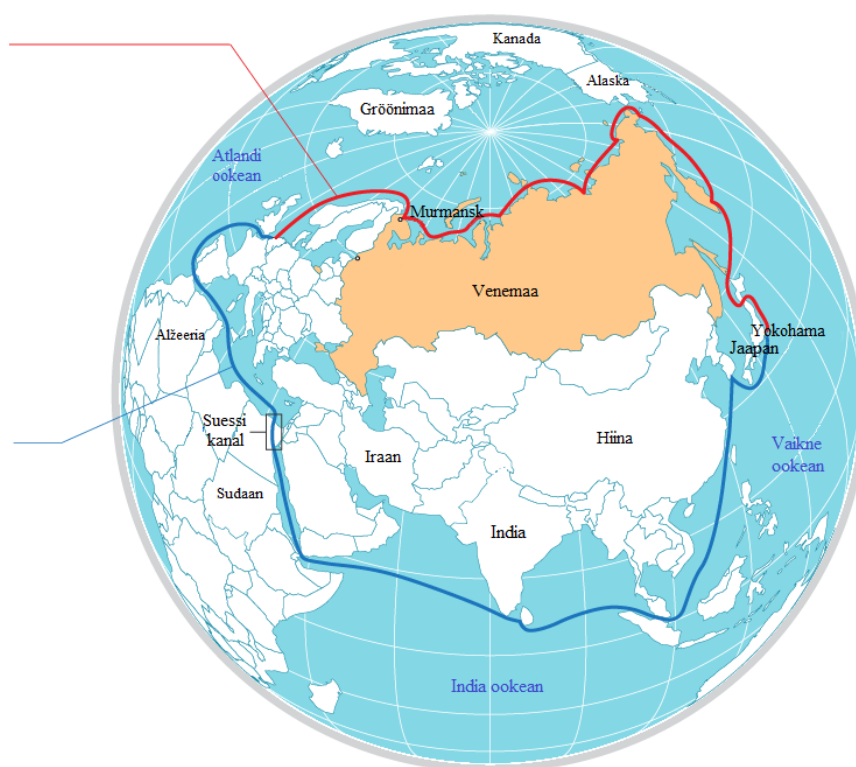 Kanada
Alaska
Gröönimaa
Atlandi
ookean
Murmansk
Venemaa
Alžeeria
Yokohama
Jaapan
Suessi
kanal
Iraan
Hiina
Vaikne
ookean
Sudaan
India
India ookean